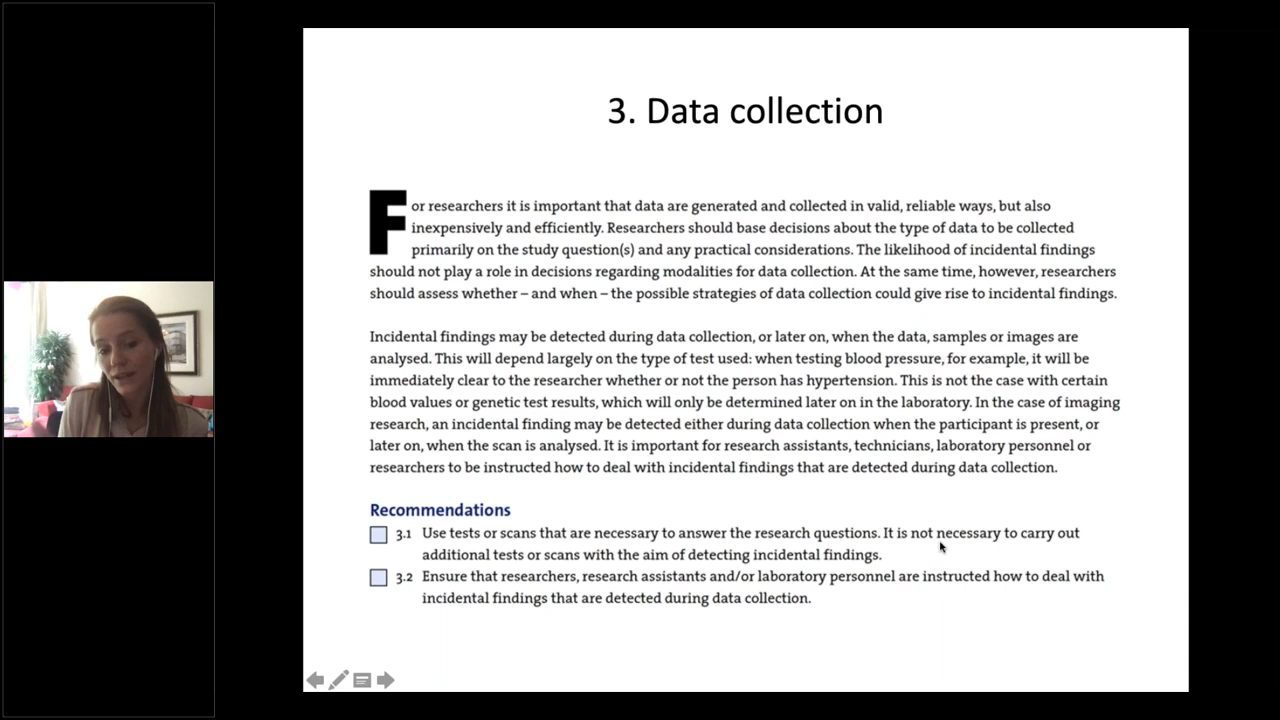 3. Data collection
For researchers it is important that data are generated and collected in valid, reliable ways, but also
inexpensively and efficiently. Researchers should base decisions about the type of data to be collected
primarily on the study question(s) and any practical considerations. The likelihood of incidental findings
should not play a role in decisions regarding modalities for data collection. At the same time, however, researchers
should assess whether – and when – the possible strategies of data collection could give rise to incidental findings.
Incidental findings may be detected during data collection, or later on, when the data, samples or images are
analysed. This will depend largely on the type of test used: when testing blood pressure, for example, it will be
immediately clear to the researcher whether or not the person has hypertension. This is not the case with certain
blood values or genetic test results, which will only be determined later on in the laboratory. In the case of imaging
research, an incidental finding may be detected either during data collection when the participant is present, or
later on, when the scan is analysed. It is important for research assistants, technicians, laboratory personnel or
researchers to be instructed how to deal with incidental findings that are detected during data collection.
Recommendations
3.1 Use tests or scans that are necessary to answer the research questions. It is not necessary to carry out
additional tests or scans with the aim of detecting incidental findings.
3.2 Ensure that researchers, research assistants and/or laboratory personnel are instructed how to deal with
incidental findings that are detected during data collection.